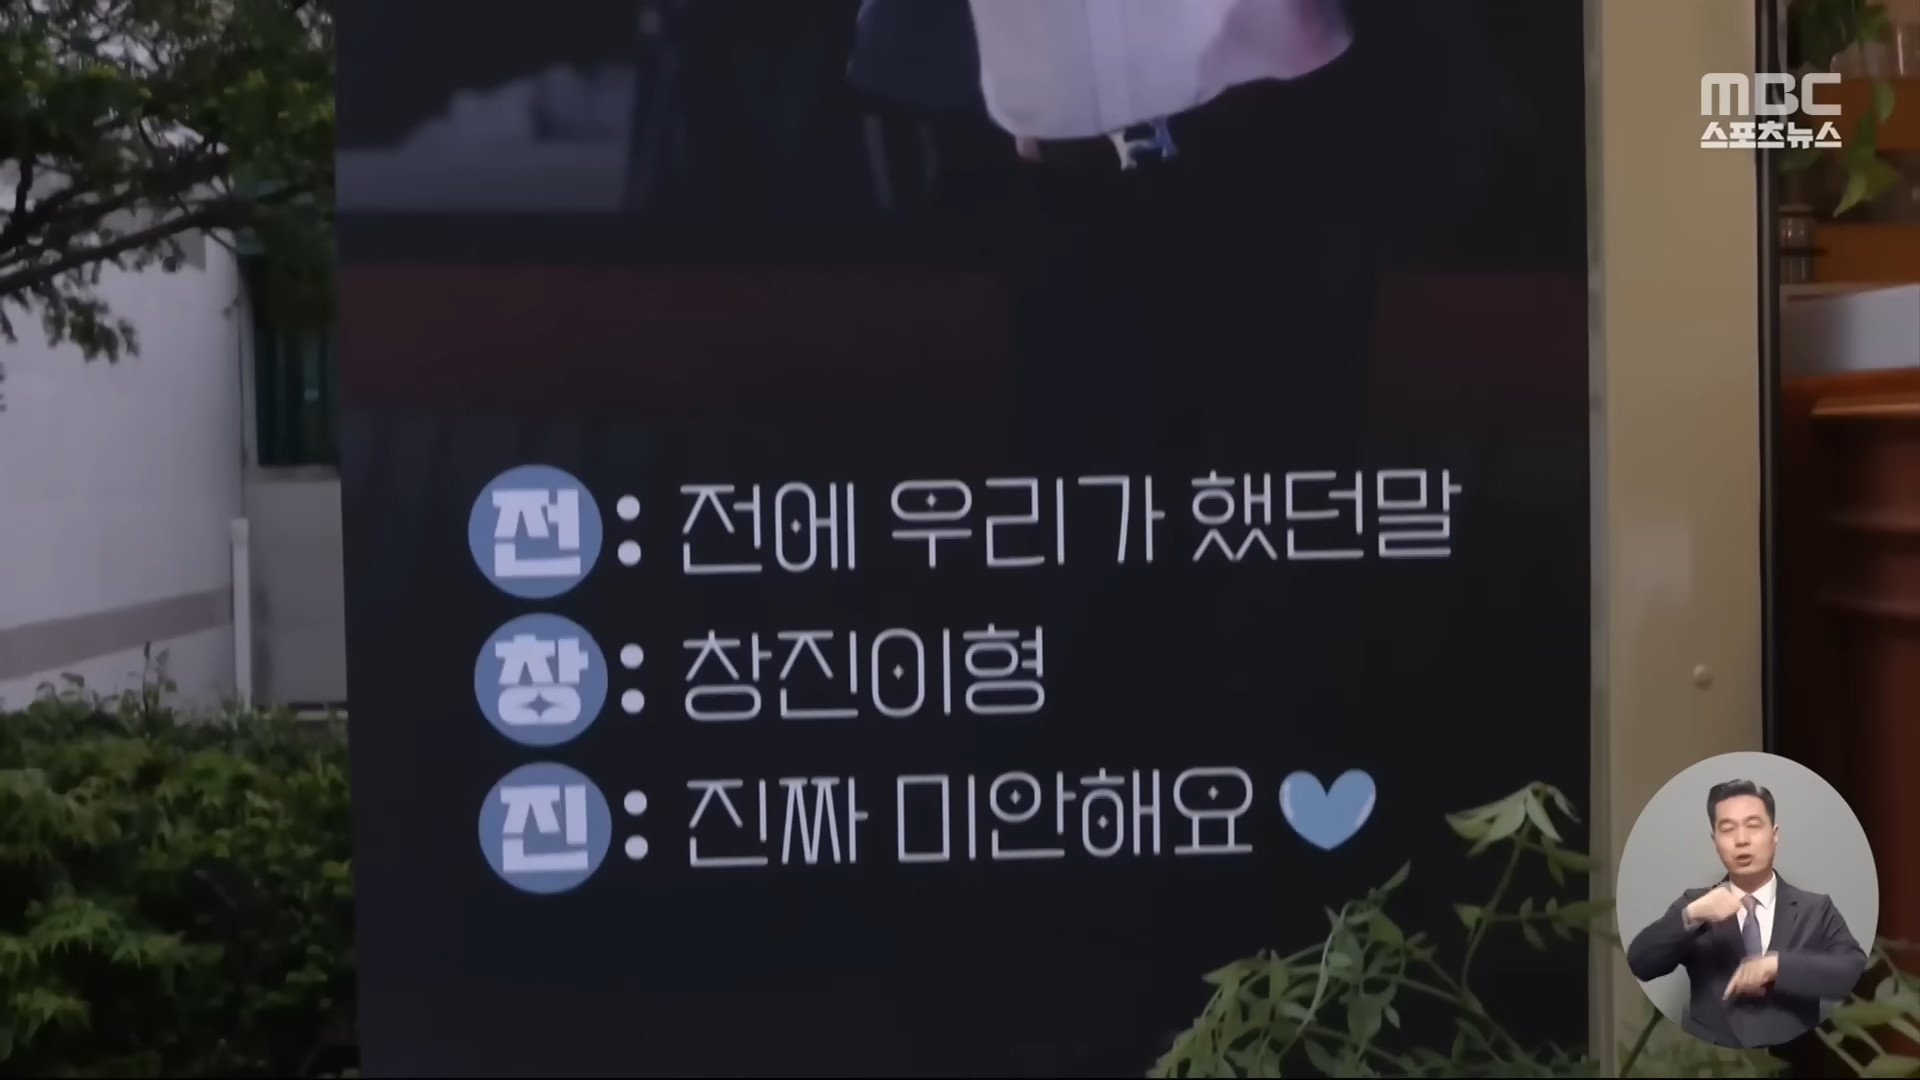 MBC
스포츠뉴스
전 : 전에 우리가 했던말
창 : 창진이형
진 : 진짜 미안해요